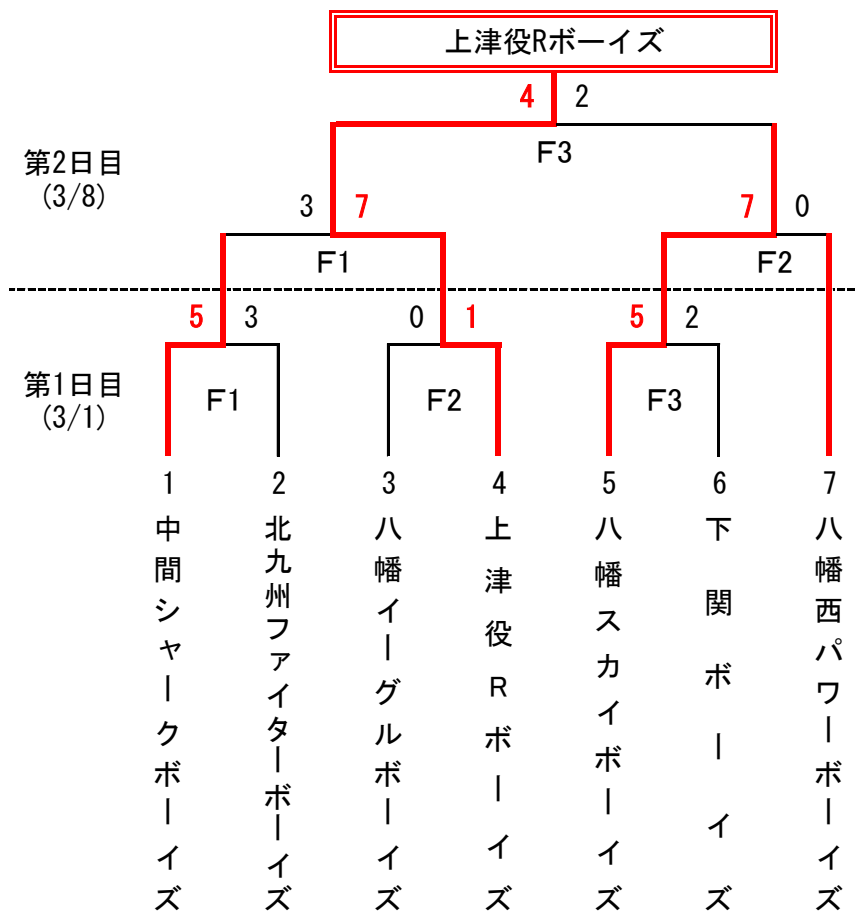 上津役Rボーイズ
4 2
F3
第2日目
(3/8)
3 7 7 0
F1 F2
5 3 0 1 5 2
第1日目
(3/1)
F1 F2 F3
1 2 3 4 5 6 7
中間シャークボーイズ
北九州ファイターボーイズ
八幡イーグルボーイズ
上津役Rボーイズ
八幡スカイボーイズ
下関ボーイズ
八幡西パワーボーイズ